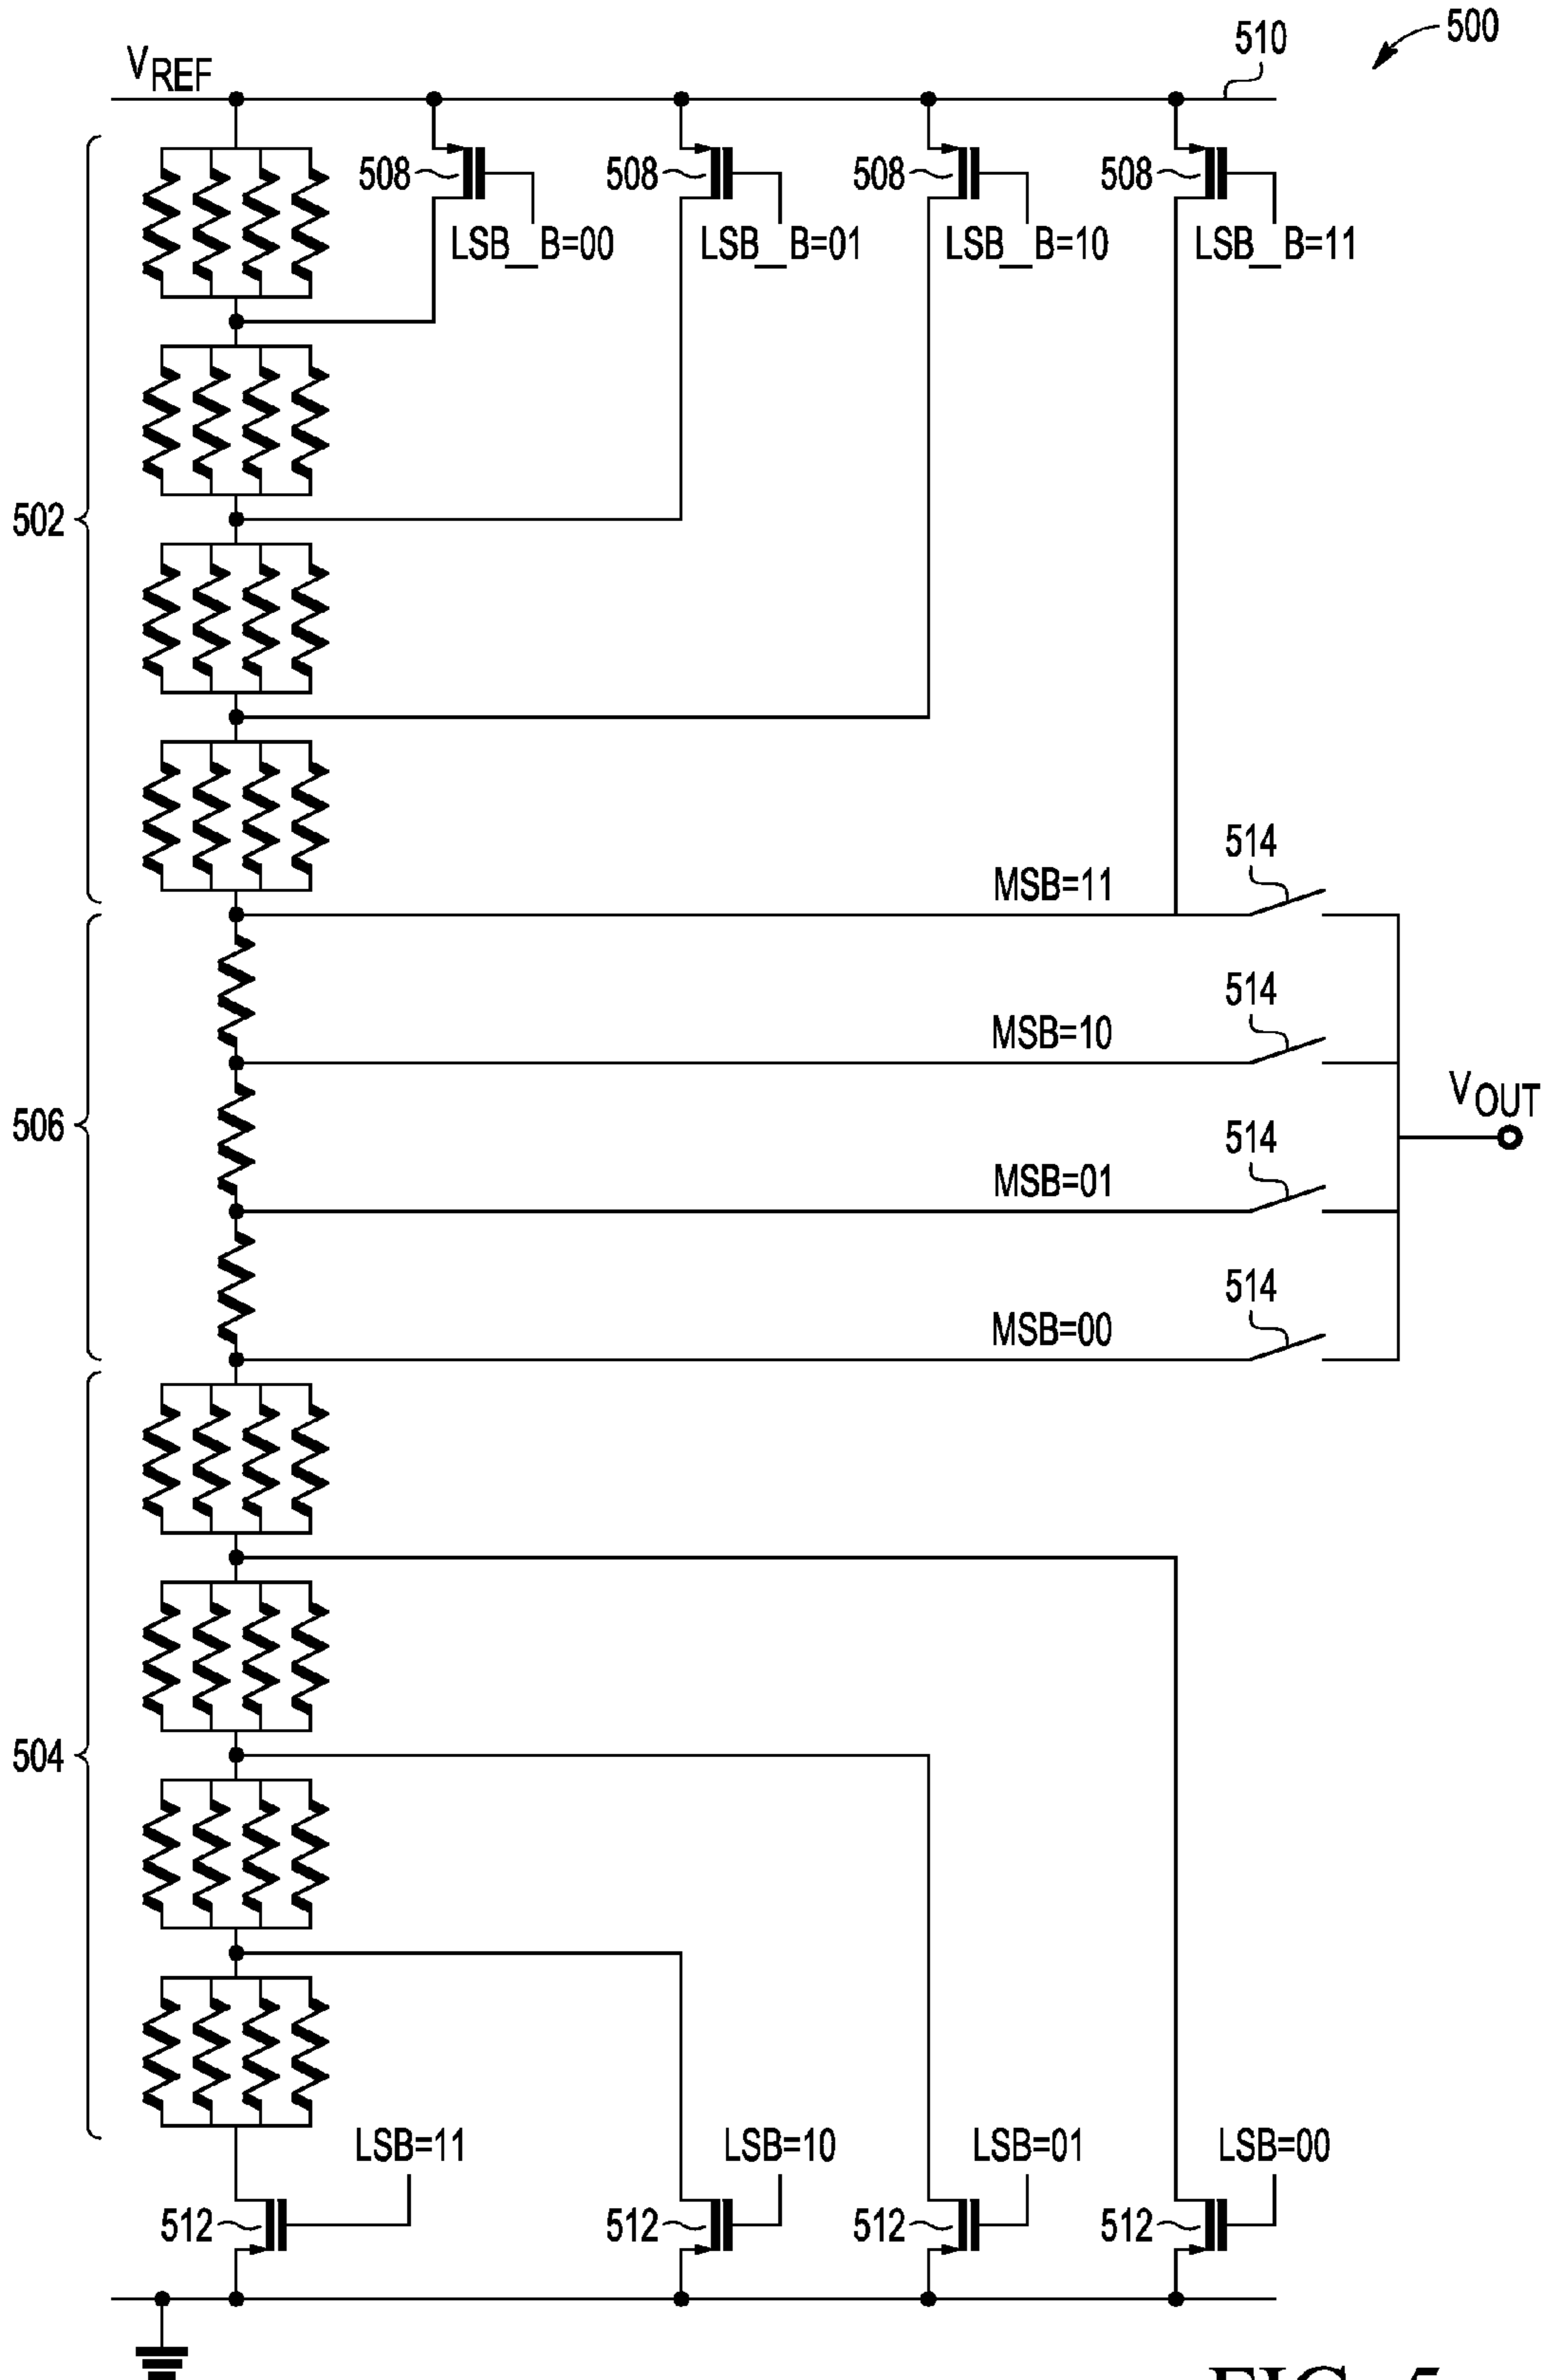 500
510
VREF
508
508
508
508
LSB_B=00
LSB_B=01
LSB_B=10
LSB_B=11
502
514
MSB=11
514
MSB=10
506
VOUT
514
MSB=01
514
MSB=00
504
LSB=11
LSB=10
LSB=01
LSB=00
512
512
512
512